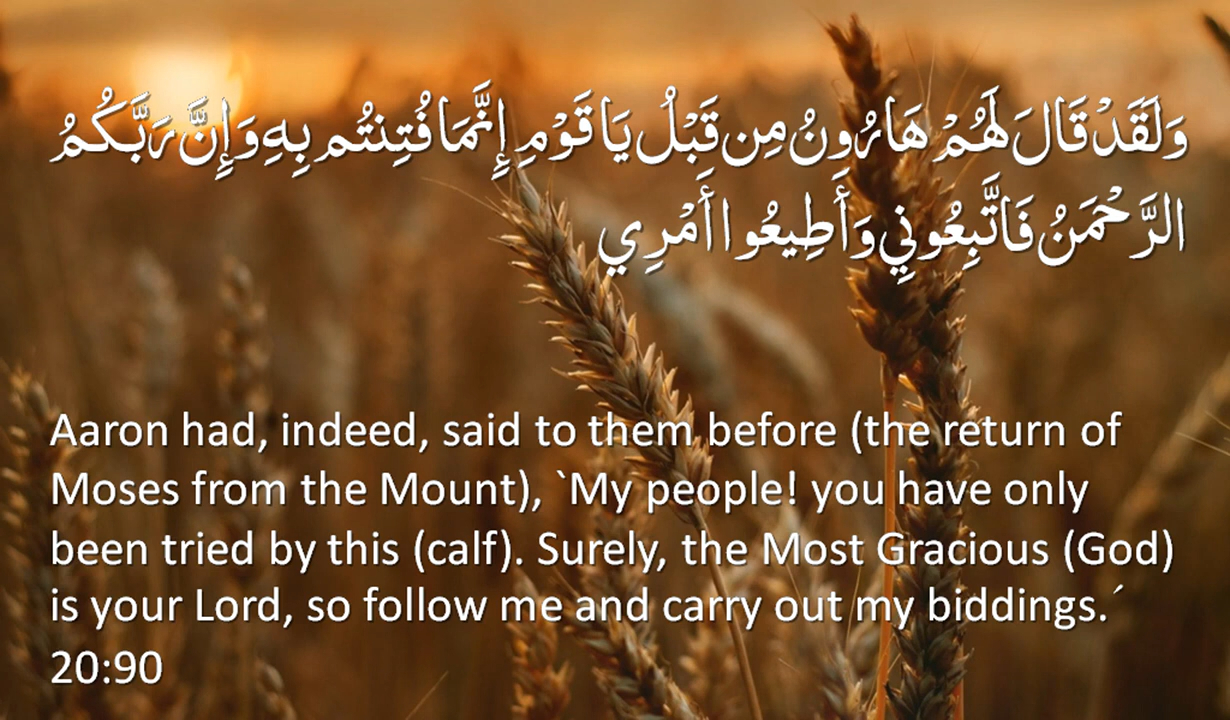 وَلَقَدْ قَالَ لَهُمْ هَارُونُ مِن قَبْلُ يَا قَوْمِ إِنَّمَا فُتِنتُم بِهِ وَإِنَّ رَبَّكُمُ
الرَّحْمَنُ فَاتَّبِعُونِي وَأَطِيعُوا أَمْرِي
Aaron had, indeed, said to them before (the return of
Moses from the Mount), `My people! you have only
been tried by this (calf). Surely, the Most Gracious (God)
is your Lord, so follow me and carry out my biddings.´
20:90